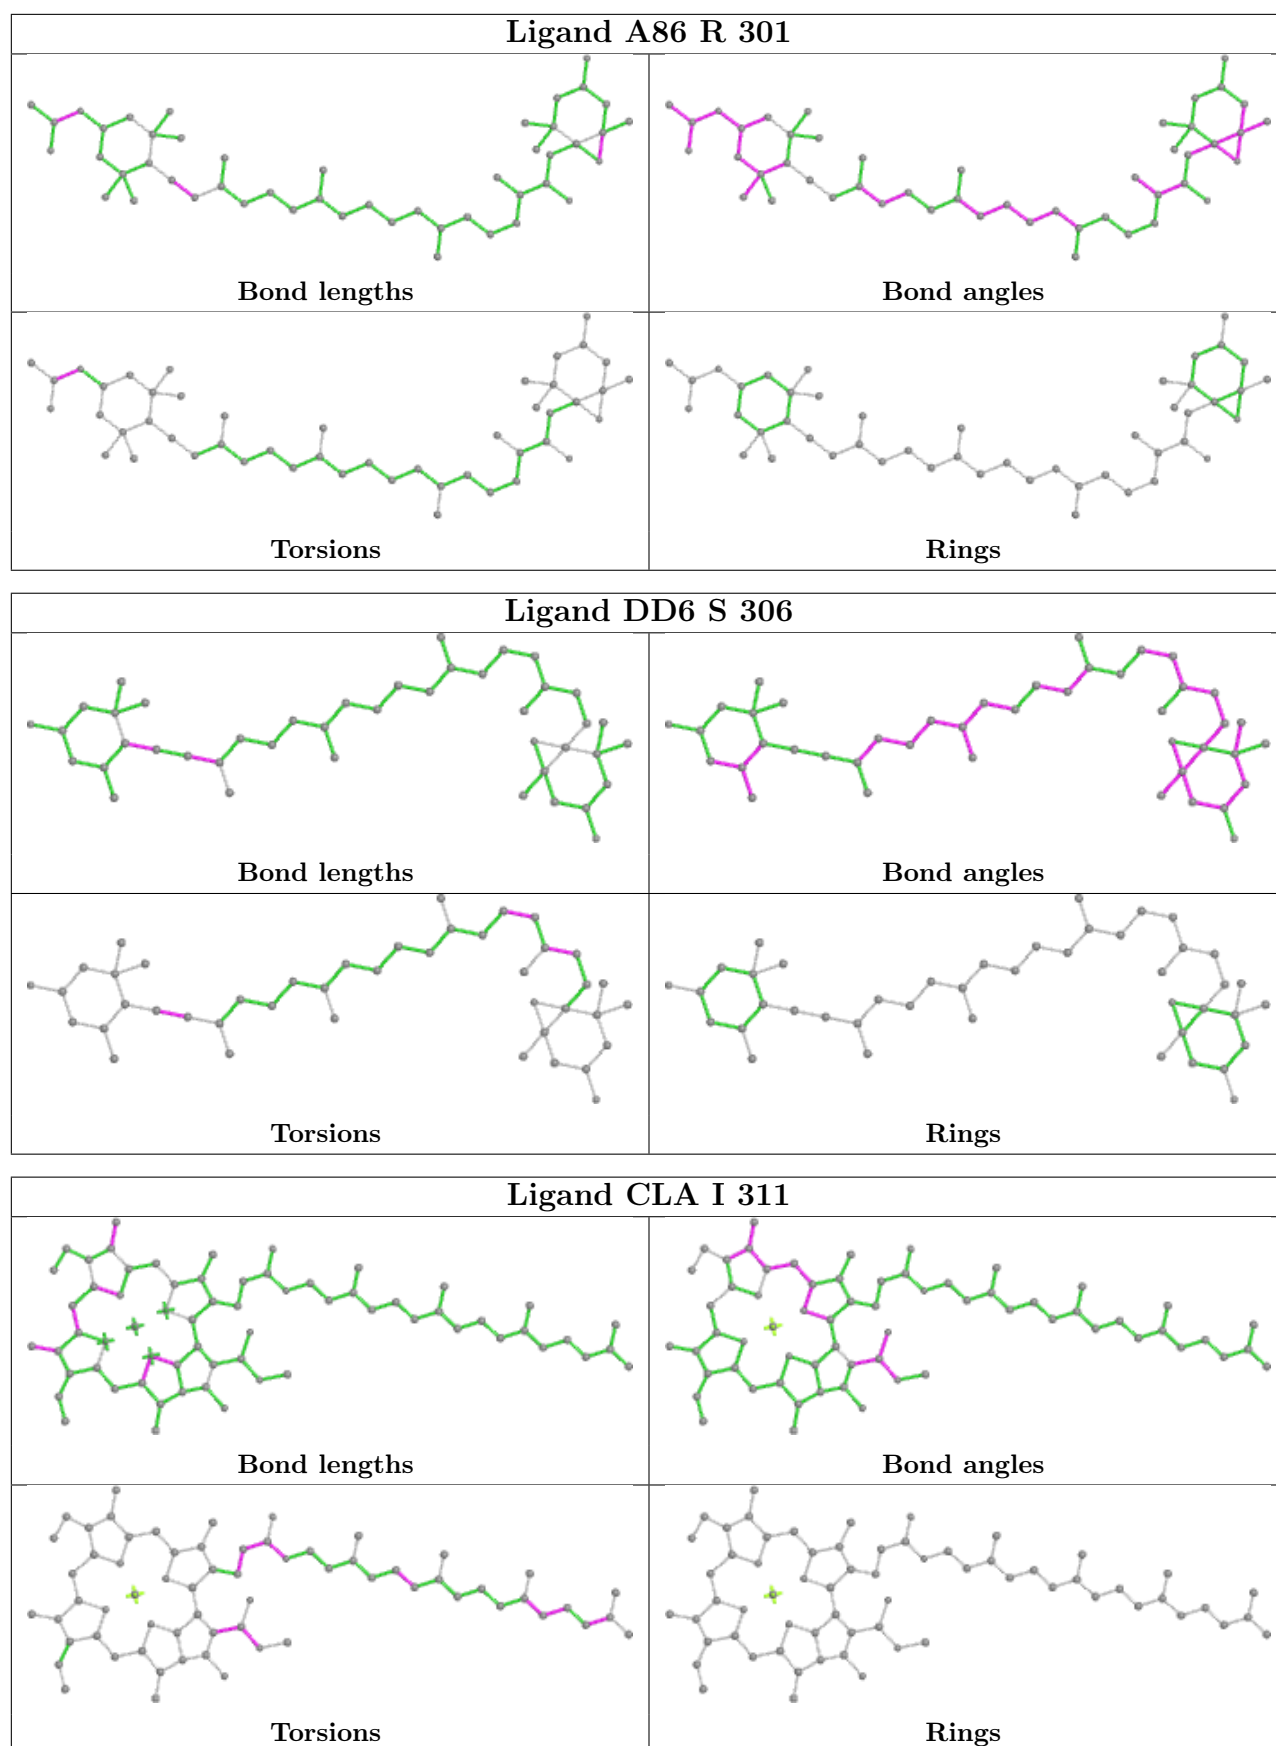 Ligand A86 R 301
Bond lengths
Bond angles
Torsions
Rings
Ligand DD6 S 306
Bond lengths
Bond angles
Torsions
Rings
Ligand CLA I 311
Bond lengths
Bond angles
Torsions
Rings